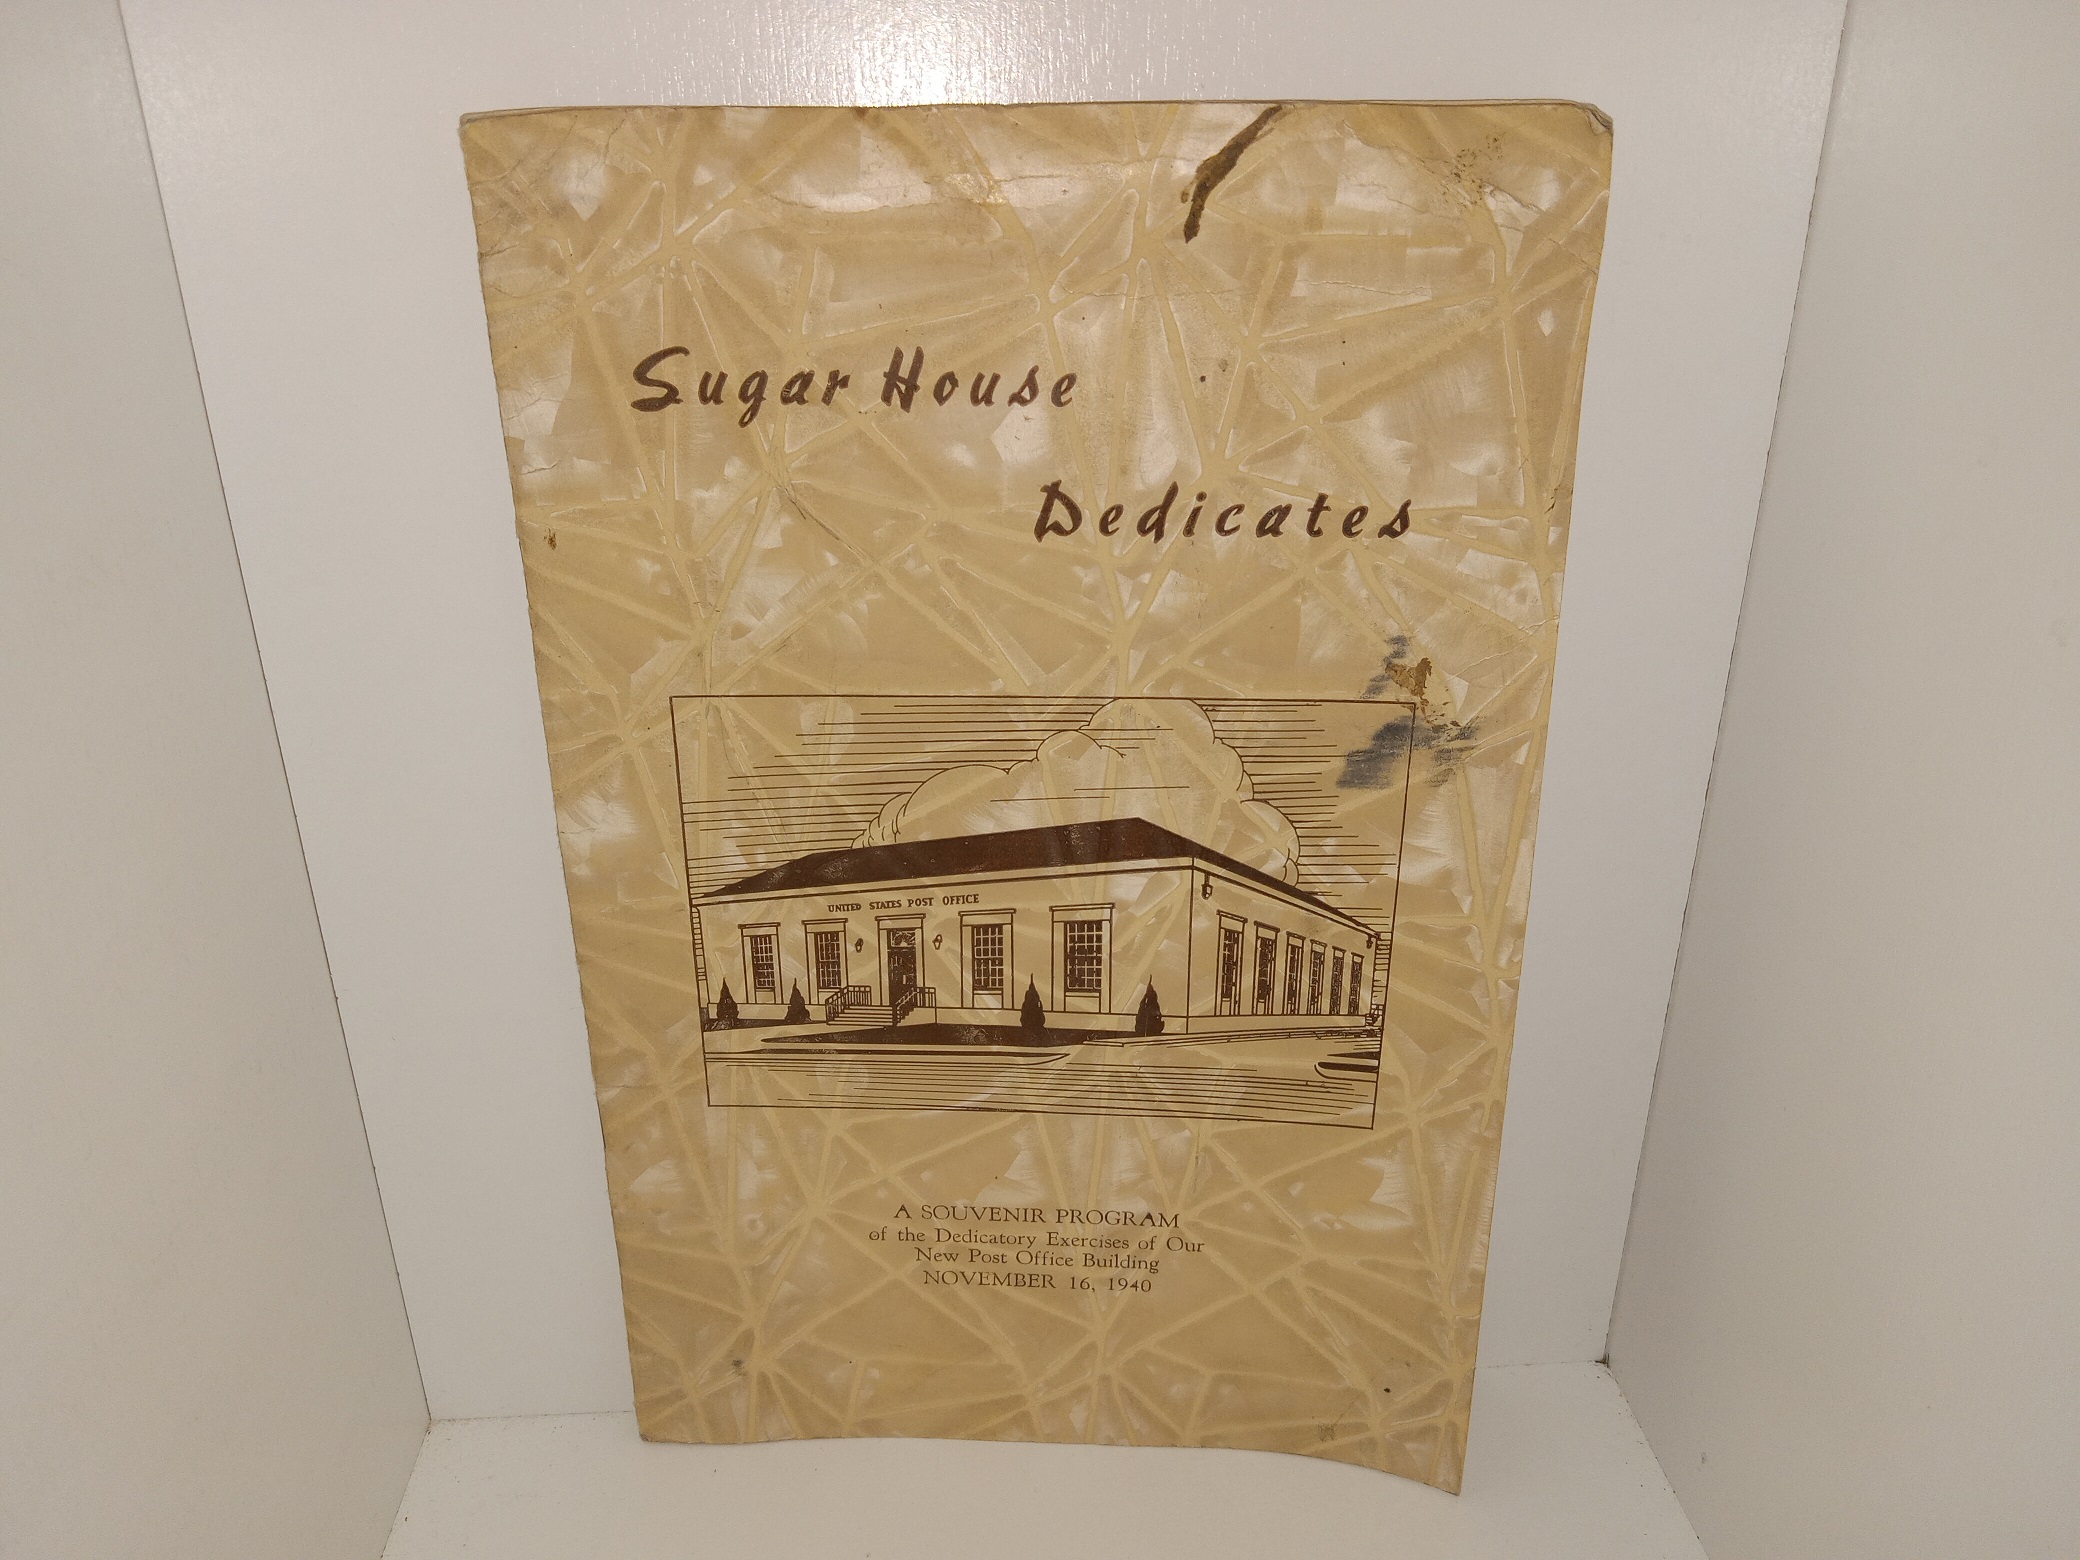 Sugar House
Dedicates
UNITED STATES POST OFFICE
A SOUVENIR PROGRAM
of the Dedicatory Exercises of Our
New Post Office Building
NOVEMBER 16, 1940